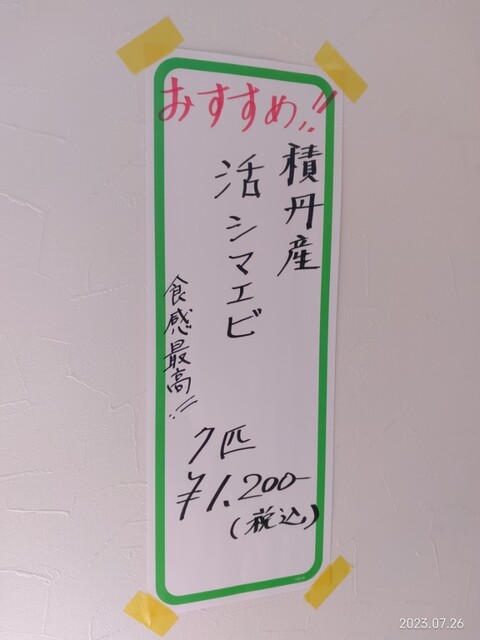 おすすめ!!
積丹産
活シマエビ
食感最高!!
7匹
¥1,200-
(税込)
2023.07.26